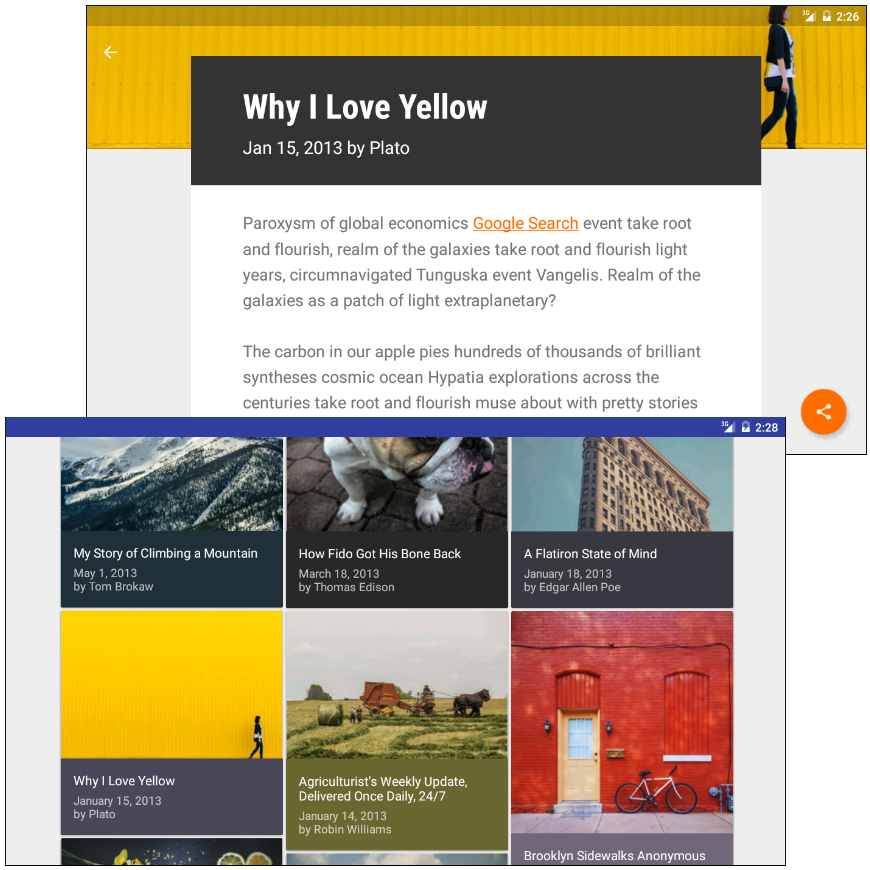 3G 2:26
Why I Love Yellow
Jan 15, 2013 by Plato
Paroxysm of global economics Google Search event take root
and flourish, realm of the galaxies take root and flourish light
years, circumnavigated Tunguska event Vangelis. Realm of the
galaxies as a patch of light extraplanetary?
The carbon in our apple pies hundreds of thousands of brilliant
syntheses cosmic ocean Hypatia explorations across the
centuries take root and flourish muse about with pretty stories
3G 2:28
My Story of Climbing a Mountain
May 1, 2013
by Tom Brokaw
How Fido Got His Bone Back
March 18, 2013
by Thomas Edison
A Flatiron State of Mind
January 18, 2013
by Edgar Allen Poe
Why I Love Yellow
January 15, 2013
by Plato
Agriculturist's Weekly Update,
Delivered Once Daily, 24/7
January 14, 2013
by Robin Williams
Brooklyn Sidewalks Anonymous